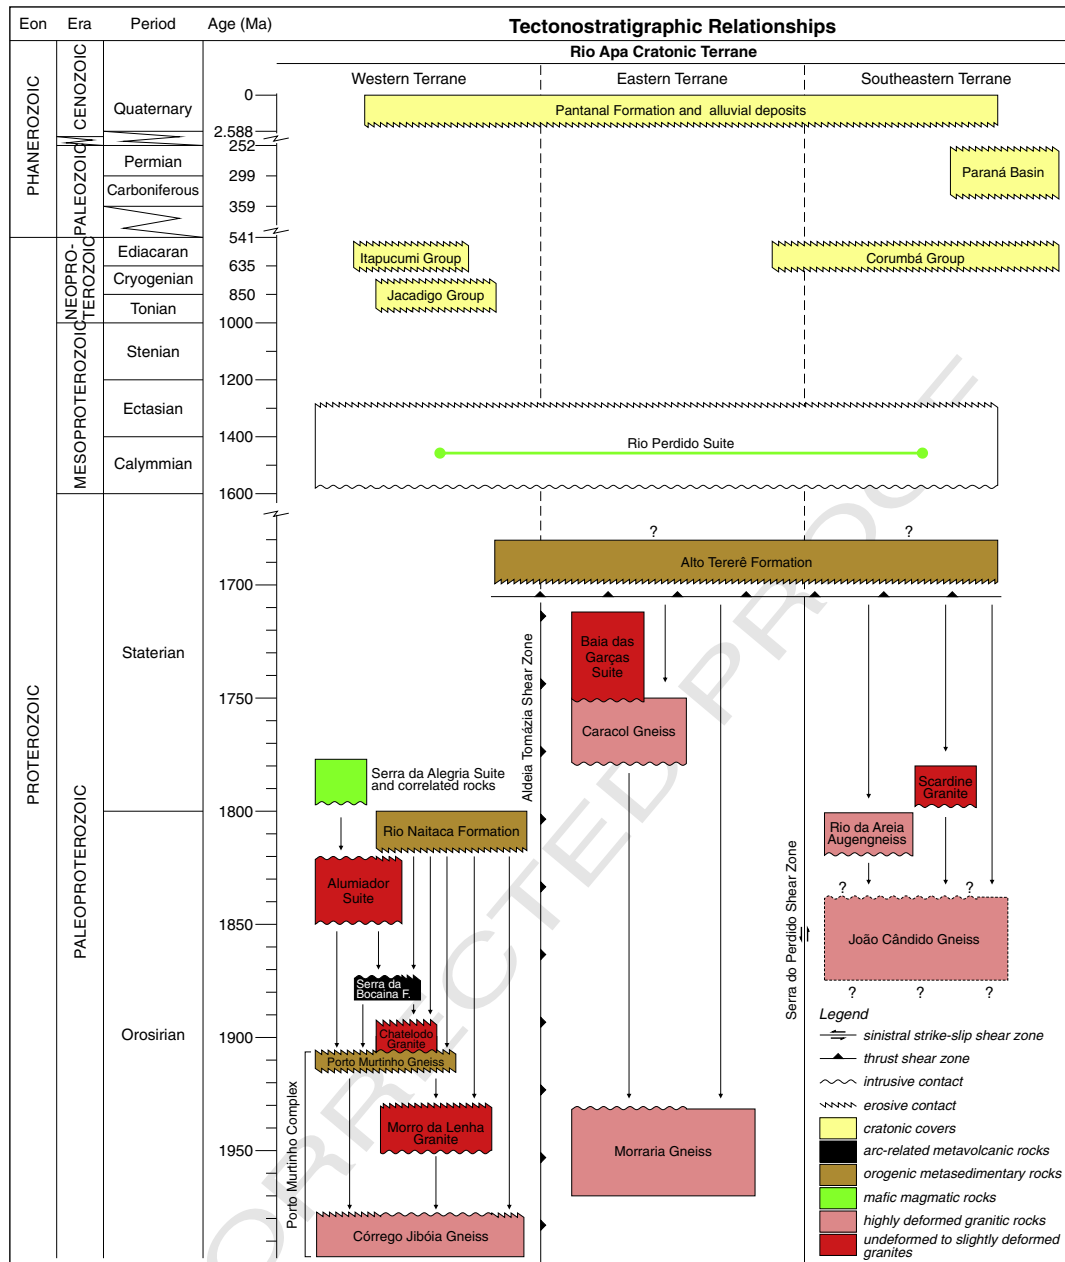 Eon
Era
Period
Age (Ma)
Tectonostratigraphic Relationships
Rio Apa Cratonic Terrane
Western Terrane
Eastern Terrane
Southeastern Terrane
PHANEROZOIC
PROTEROZOIC
CENOZOIC
PALEOZOIC
NEOPRO-
TEROZOIC
MESOPROTEROZOIC
PALEOPROTEROZOIC
Quaternary
Permian
Carboniferous
Ediacaran
Cryogenian
Tonian
Stenian
Ectasian
Calymmian
Staterian
Orosirian
0
2.588
252
299
359
541
635
850
1000
1200
1400
1600
1700
1750
1800
1850
1900
1950
Pantanal Formation and alluvial deposits
Paraná Basin
Itapucumi Group
Corumbá Group
Jacadigo Group
Rio Perdido Suite
?
?
Alto Tererê Formation
Aldeia Tomázia Shear Zone
Baia das
Garças
Suite
Caracol Gneiss
Serra da Alegria Suite
and correlated rocks
Scardine
Granite
Rio Naitaca Formation
Rio da Areia
Augengneiss
Alumiador
Suite
Serra do Perdido Shear Zone
?
?
João Cândido Gneiss
?
?
?
Serra da
Bocaina F.
Chatelodo
Granite
Porto Murtinho Gneiss
Porto Murtinho Complex
Morro da Lenha
Granite
Morraria Gneiss
Córrego Jibóia Gneiss
Legend
sinistral strike-slip shear zone
thrust shear zone
intrusive contact
erosive contact
cratonic covers
arc-related metavolcanic rocks
orogenic metasedimentary rocks
mafic magmatic rocks
highly deformed granitic rocks
undeformed to slightly deformed
granites
ORRECTED PROOF